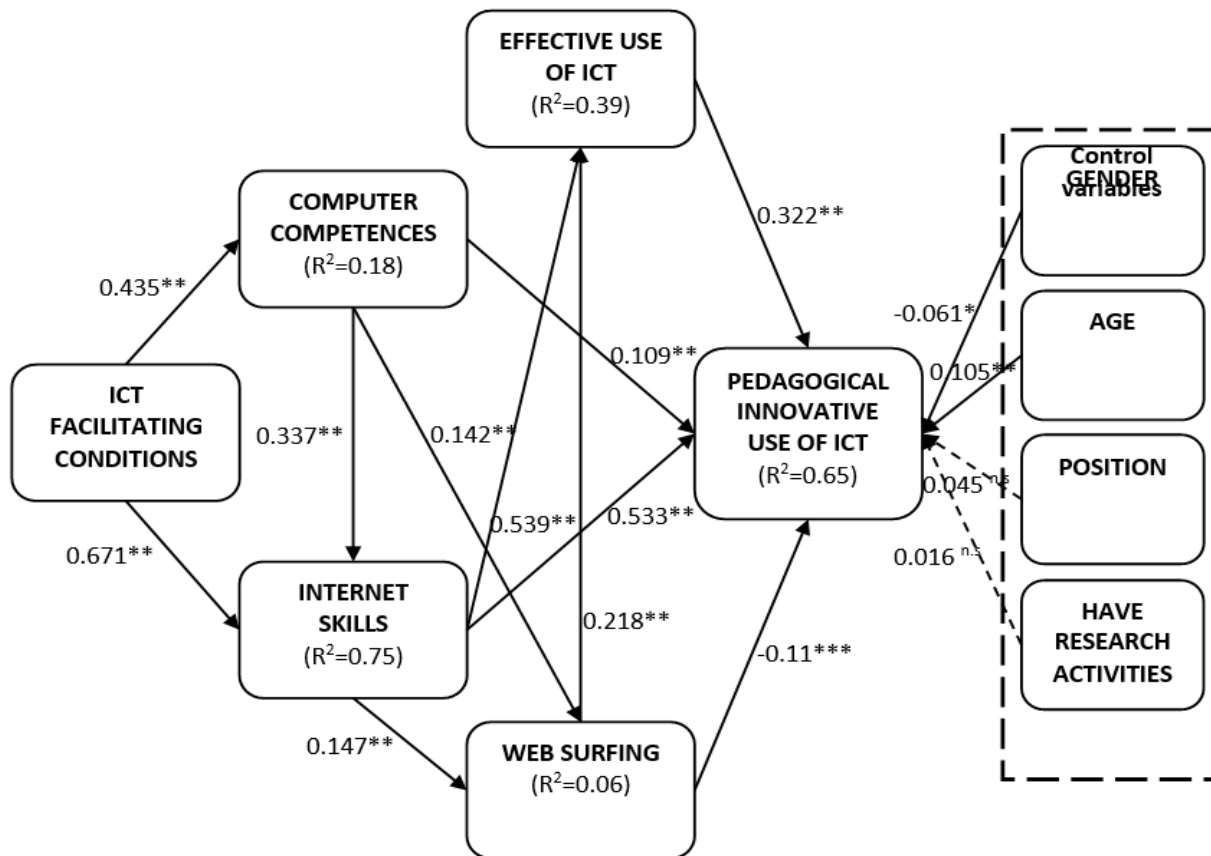 EFFECTIVE USE
OF ICT
(R²=0.39)
COMPUTER
COMPETENCES
(R²=0.18)
ICT
FACILITATING
CONDITIONS
INTERNET
SKILLS
(R²=0.75)
WEB SURFING
(R²=0.06)
PEDAGOGICAL
INNOVATIVE
USE OF ICT
(R²=0.65)
Control
variables
GENDER
AGE
POSITION
HAVE
RESEARCH
ACTIVITIES
0.435**
0.671**
0.337**
0.142**
0.147**
0.109**
0.539**
0.533**
0.218**
0.322**
-0.11***
-0.061*
0.105**
0.045 n.s
0.016 n.s